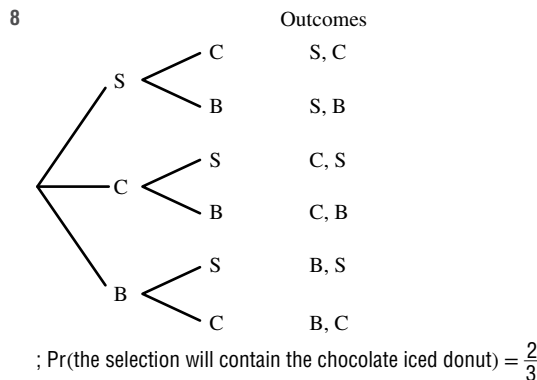 8
Outcomes
C S, C
S
B S, B
S C, S
C
B C, B
S B, S
B
C B, C
; Pr(the selection will contain the chocolate iced donut) = 2/3